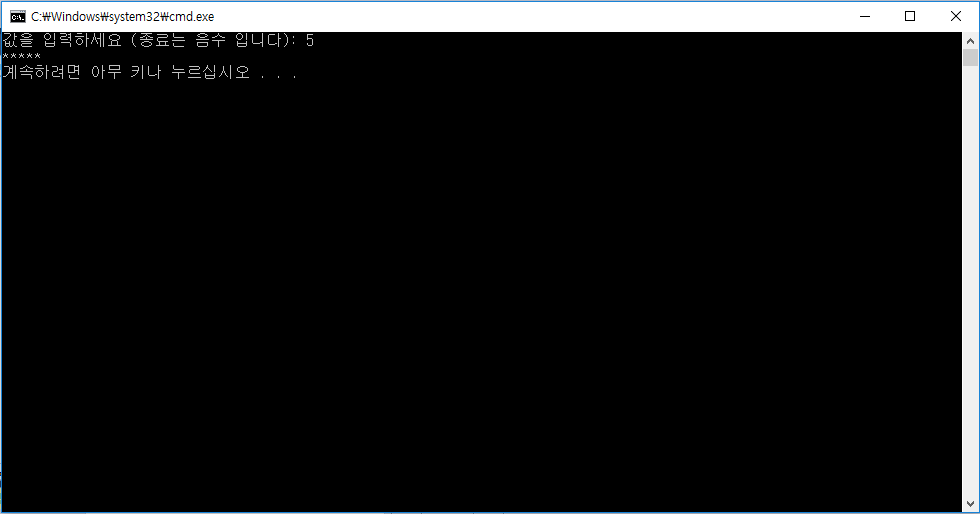 C:₩Windows₩system32₩cmd.exe
값을 입력하세요 (종료는 음수 입니다): 5
*****
계속하려면 아무 키나 누르십시오 . . .